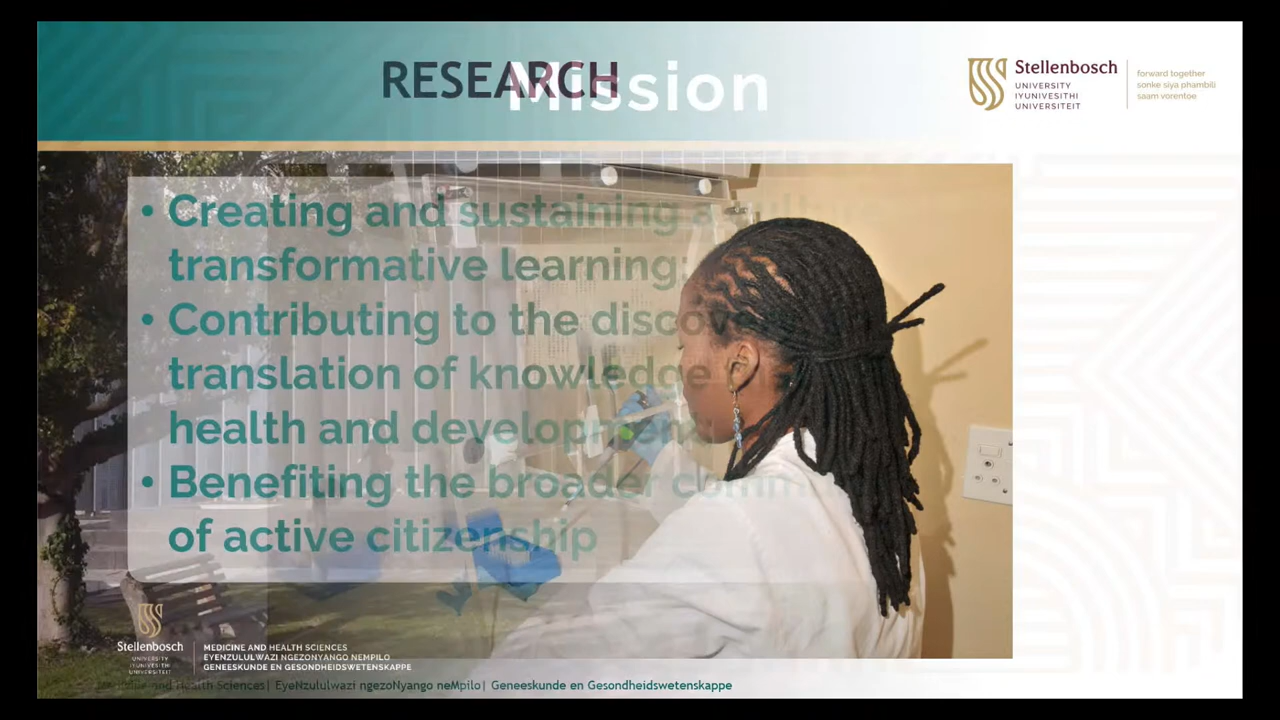 RESEARCH
Mission
Stellenbosch
UNIVERSITY
IYUNIVESITHI
UNIVERSITEIT
forward together
sonke siya phambili
saam vorentoe
• Creating and sustaining a
transformative learning;
• Contributing to the
translation of knowledge
health and development;
• Benefiting the broader
of active citizenship
Stellenbosch
UNIVERSITY
IYUNIVESITHI
UNIVERSITEIT
MEDICINE AND HEALTH SCIENCES
EYENZULULWAZI NGEZONYANGO NEMPILO
GENEESKUNDE EN GESONDHEIDSWETENSKAPPE
and Health Sciences| EyeNzululwazi ngezoNyango neMpilo| Geneeskunde en Gesondheidswetenskappe